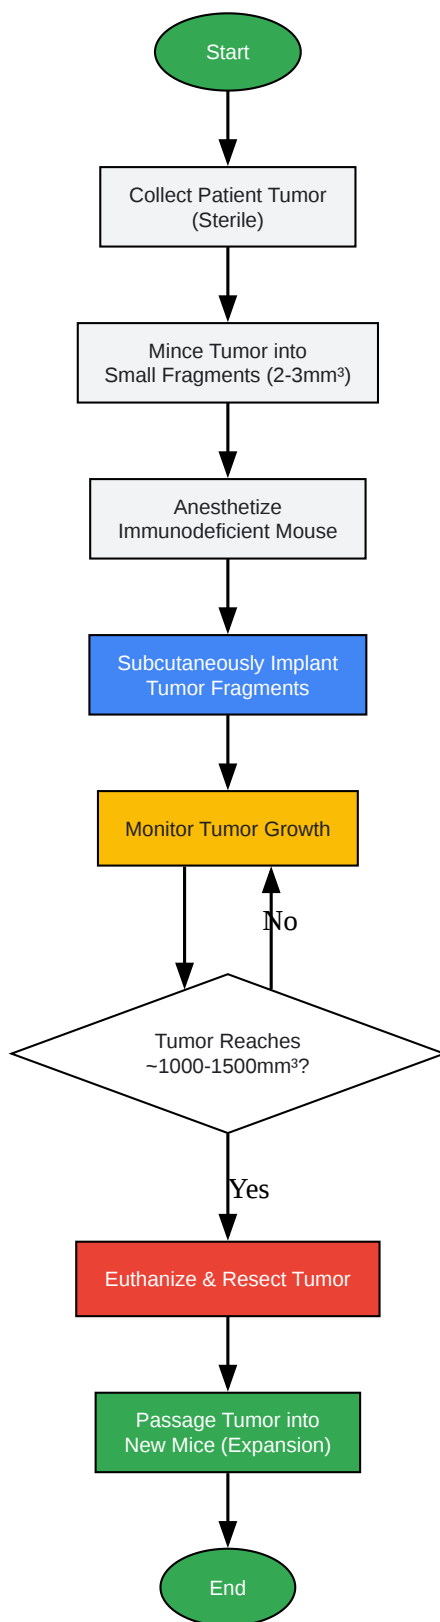 Start
Collect Patient Tumor
(Sterile)
Mince Tumor into
Small Fragments (2-3mm³)
Anesthetize
Immunodeficient Mouse
Subcutaneously Implant
Tumor Fragments
Monitor Tumor Growth
No
Tumor Reaches
~1000-1500mm³?
Yes
Euthanize & Resect Tumor
Passage Tumor into
New Mice (Expansion)
End